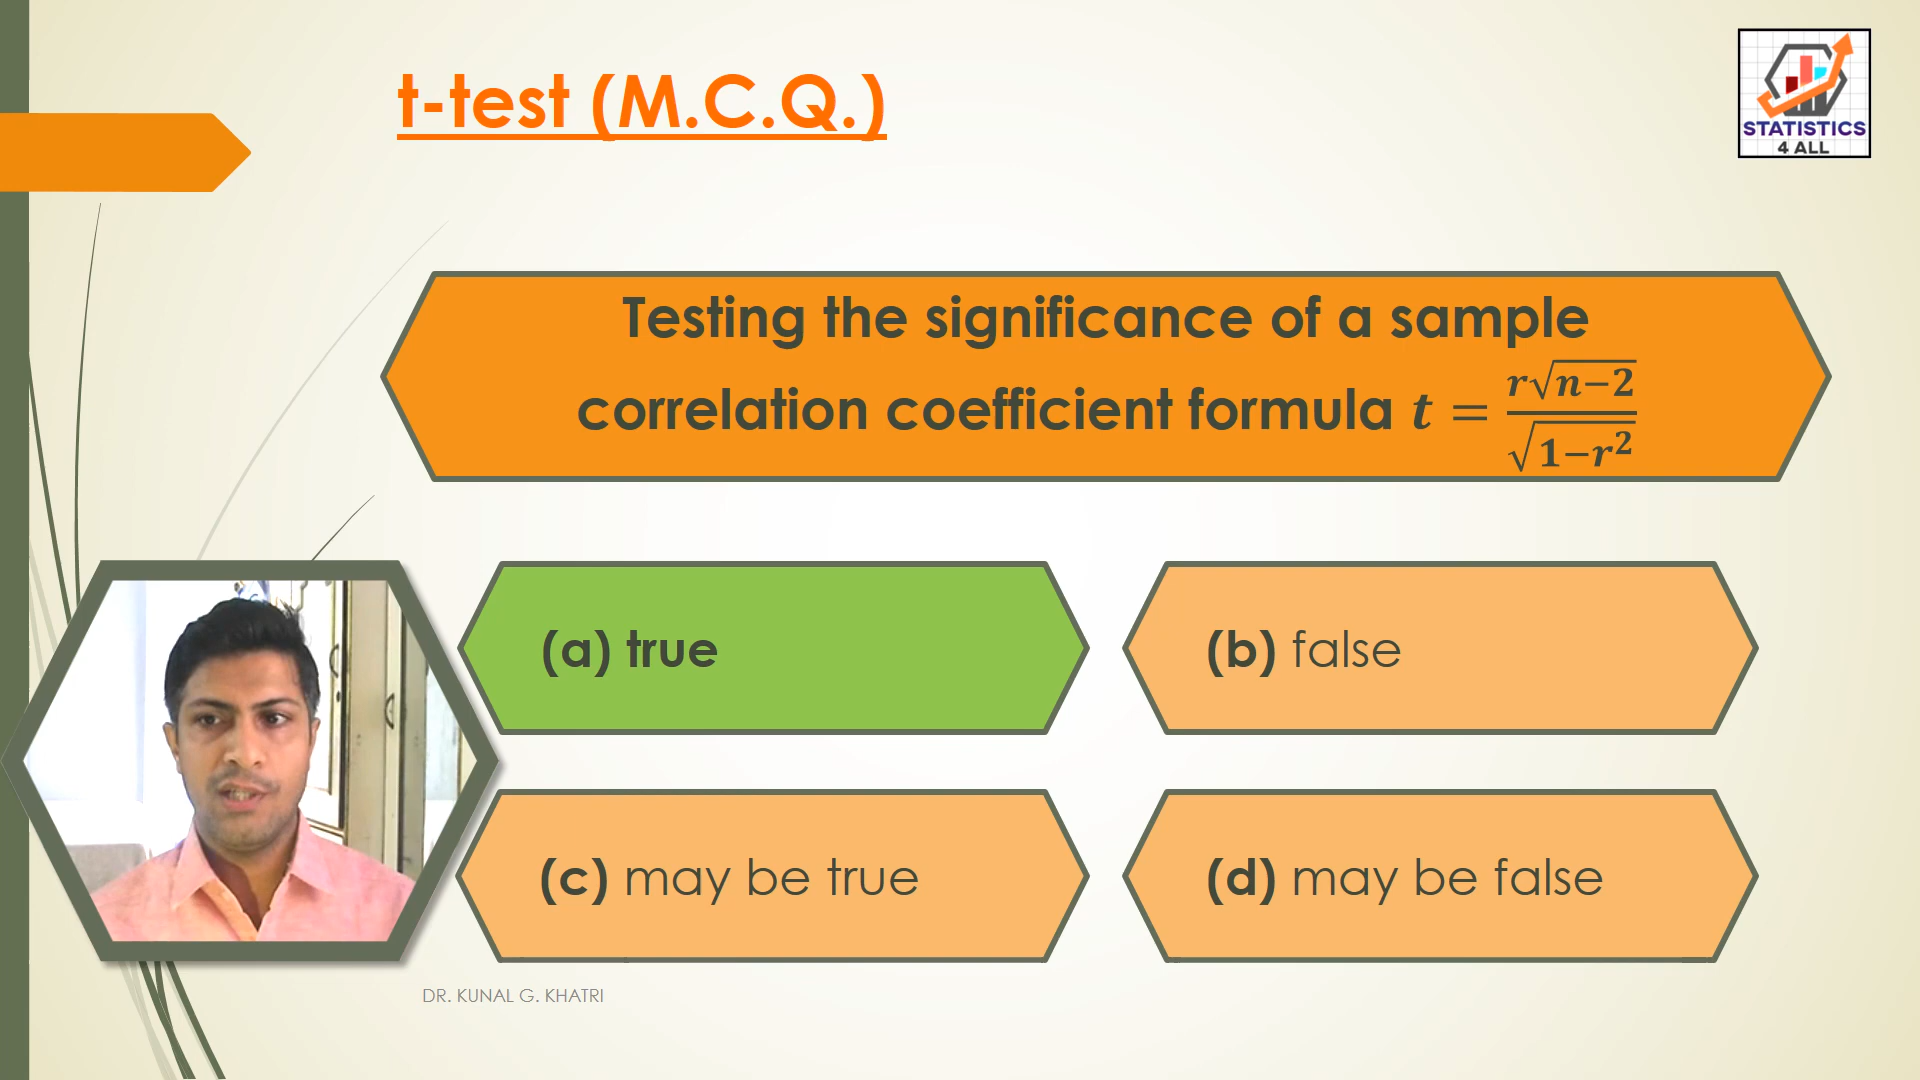 t-test (M.C.Q.)
STATISTICS
4 ALL
Testing the significance of a sample
correlation coefficient formula t = r√n−2 / √1−r²
(a) true
(b) false
(c) may be true
(d) may be false
DR. KUNAL G. KHATRI